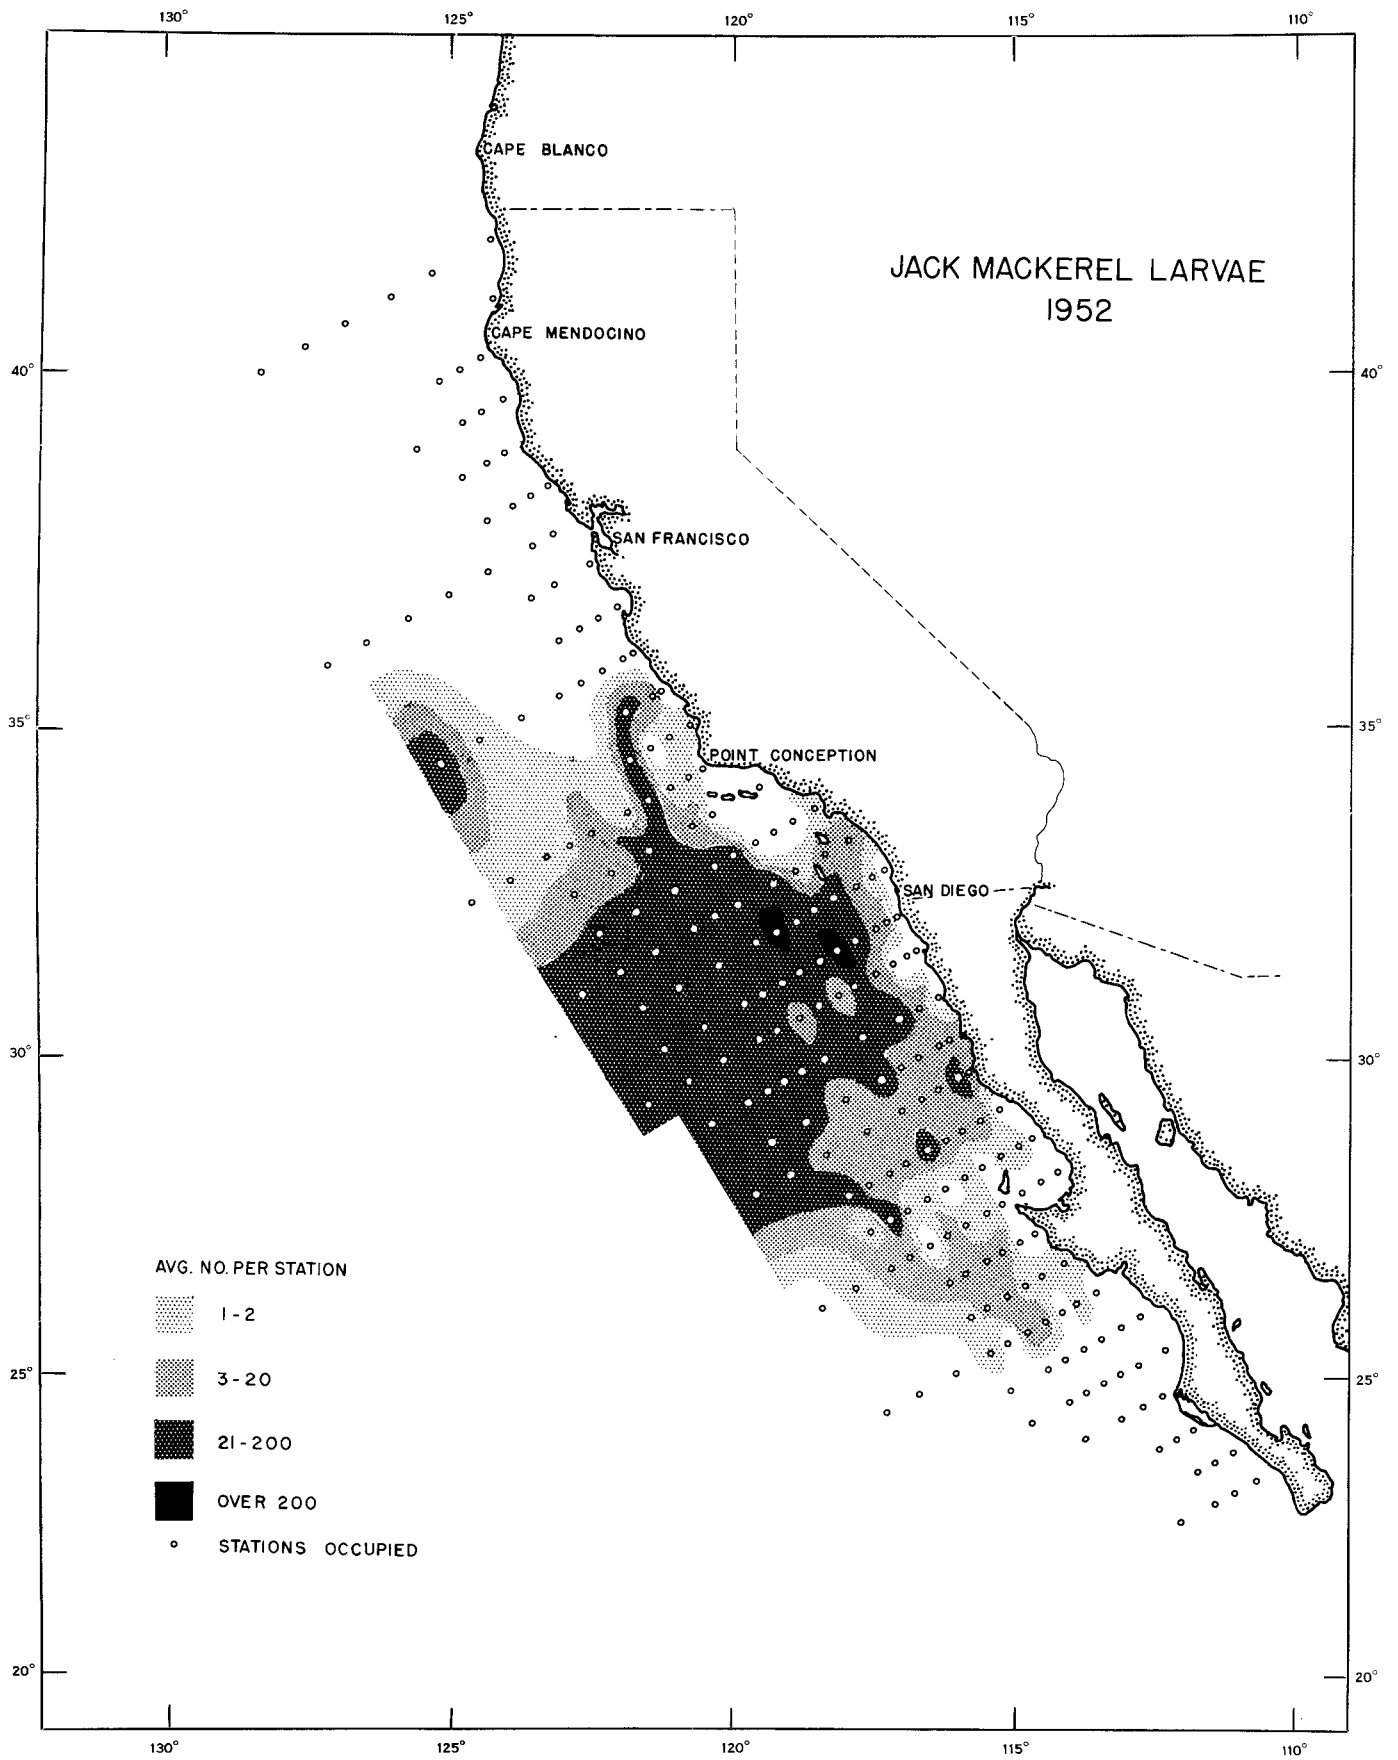 130° 125° 120° 115° 110°
CAPE BLANCO
JACK MACKEREL LARVAE
1952
CAPE MENDOCINO
40° 40°
SAN FRANCISCO
35° 35°
POINT CONCEPTION
SAN DIEGO
30° 30°
AVG. NO. PER STATION
1-2
25° 25°
3-20
21-200
OVER 200
STATIONS OCCUPIED
20° 20°
130° 125° 120° 115° 110°